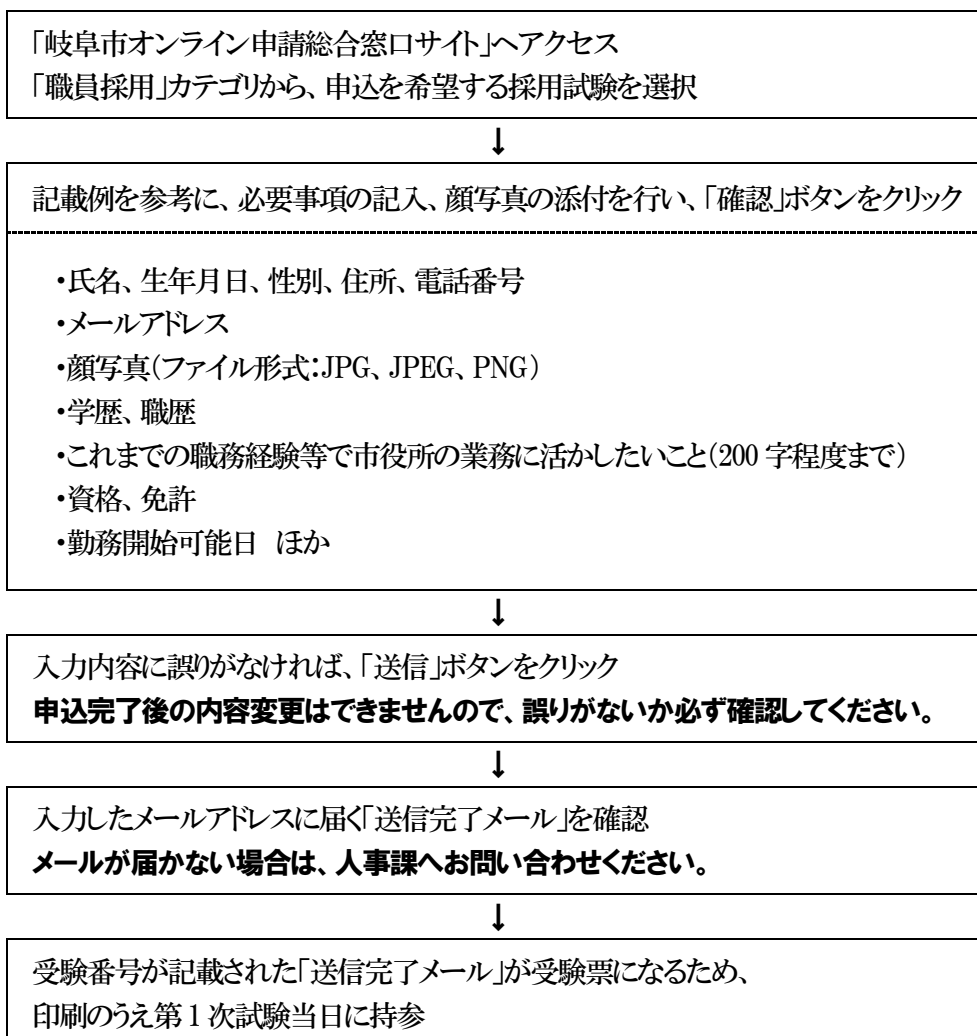 「岐阜市オンライン申請総合窓口サイト」へアクセス
「職員採用」カテゴリから、申込を希望する採用試験を選択
↓
記載例を参考に、必要事項の記入、顔写真の添付を行い、「確認」ボタンをクリック
・氏名、生年月日、性別、住所、電話番号
・メールアドレス
・顔写真(ファイル形式:JPG、JPEG、PNG)
・学歴、職歴
・これまでの職務経験等で市役所の業務に活かしたいこと(200 字程度まで)
・資格、免許
・勤務開始可能日　ほか
↓
入力内容に誤りがなければ、「送信」ボタンをクリック
申込完了後の内容変更はできませんので、誤りがないか必ず確認してください。
↓
入力したメールアドレスに届く「送信完了メール」を確認
メールが届かない場合は、人事課へお問い合わせください。
↓
受験番号が記載された「送信完了メール」が受験票になるため、
印刷のうえ第 1 次試験当日に持参